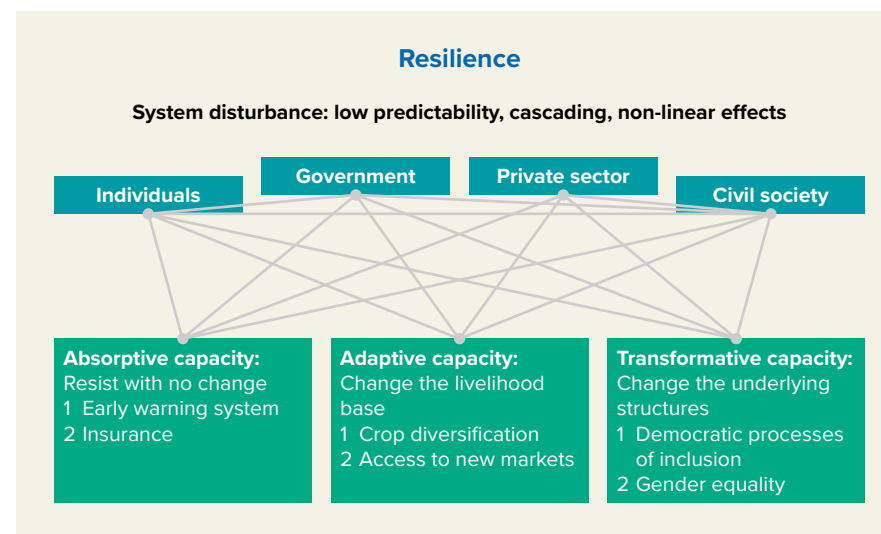 Resilience
System disturbance: low predictability, cascading, non-linear effects
Individuals
Government
Private sector
Civil society
Absorptive capacity:
Resist with no change
1 Early warning system
2 Insurance
Adaptive capacity:
Change the livelihood
base
1 Crop diversification
2 Access to new markets
Transformative capacity:
Change the underlying
structures
1 Democratic processes
of inclusion
2 Gender equality